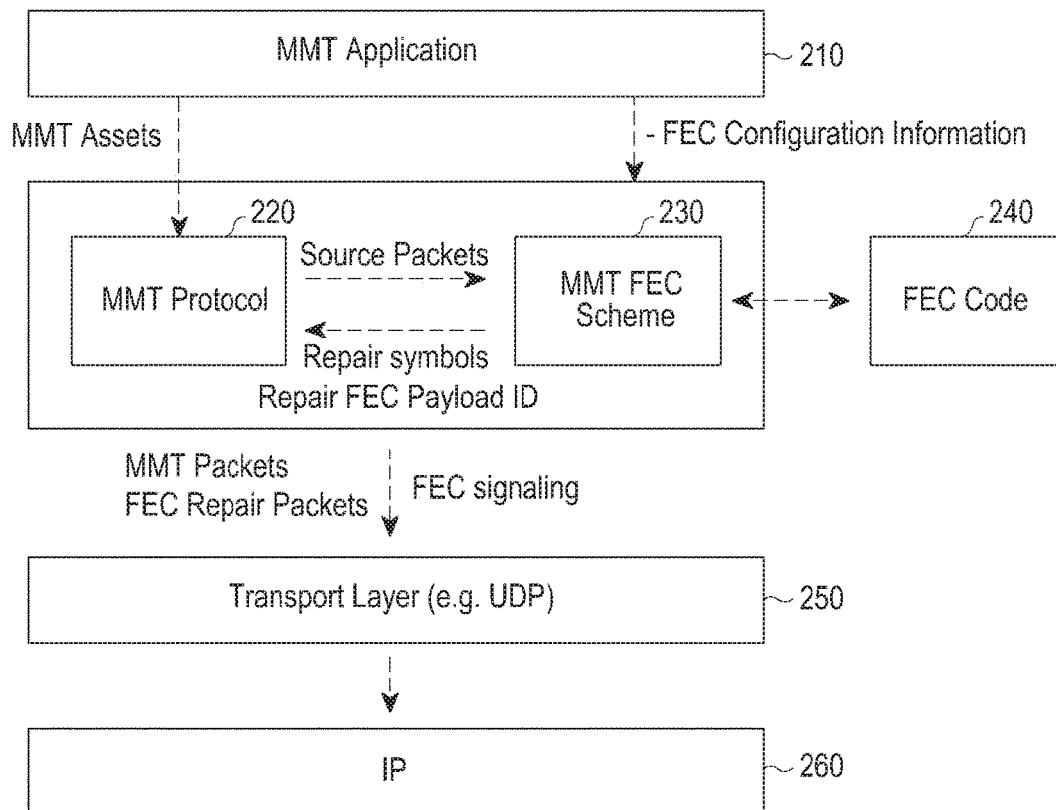 MMT Application
210
MMT Assets
- FEC Configuration Information
220
230
240
MMT Protocol
Source Packets
Repair symbols
Repair FEC Payload ID
MMT FEC
Scheme
FEC Code
MMT Packets
FEC Repair Packets
FEC signaling
Transport Layer (e.g. UDP)
250
IP
260